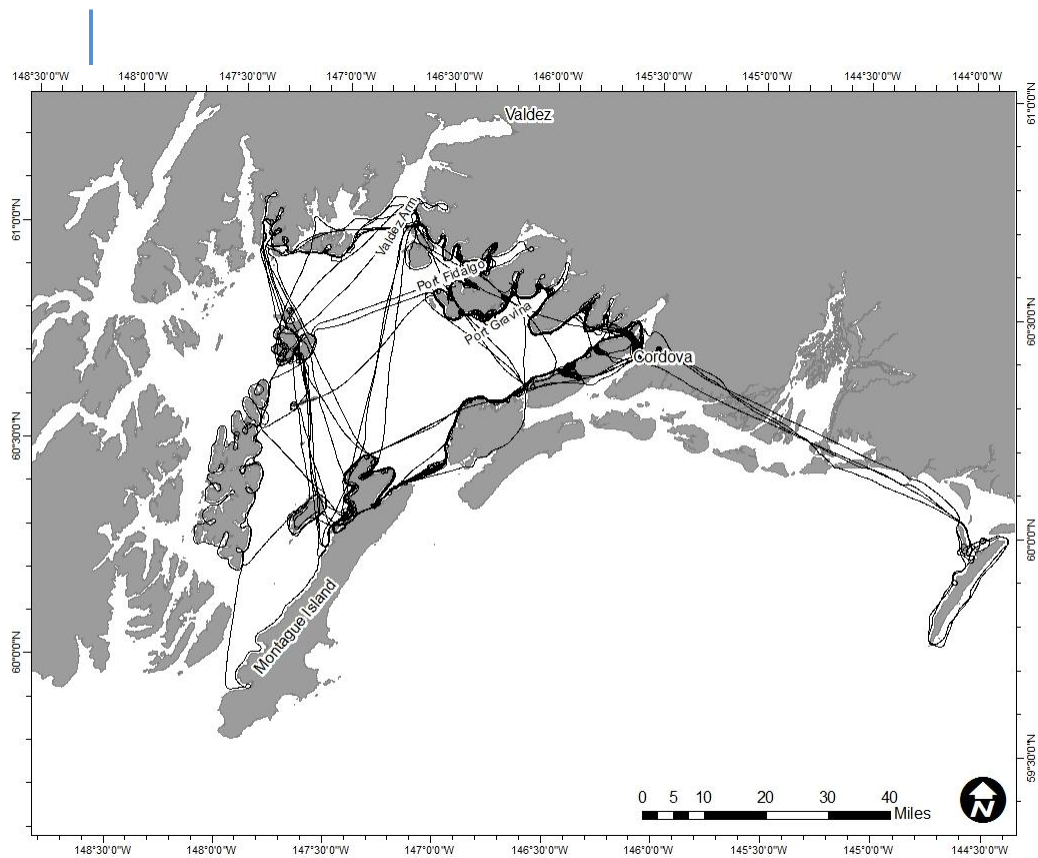 148°30'0"W 148°0'0"W 147°30'0"W 147°0'0"W 146°30'0"W 146°0'0"W 145°30'0"W 145°0'0"W 144°30'0"W 144°0'0"W
61°0'0"N
Valdez
61°0'0"N
Valdez Arm
Port Fidalgo
Port Gravina
60°30'0"N
Cordova
60°30'0"N
60°0'0"N
Montague Island
60°0'0"N
59°30'0"N
0 5 10 20 30 40
Miles
N
148°30'0"W 148°0'0"W 147°30'0"W 147°0'0"W 146°30'0"W 146°0'0"W 145°30'0"W 145°0'0"W 144°30'0"W